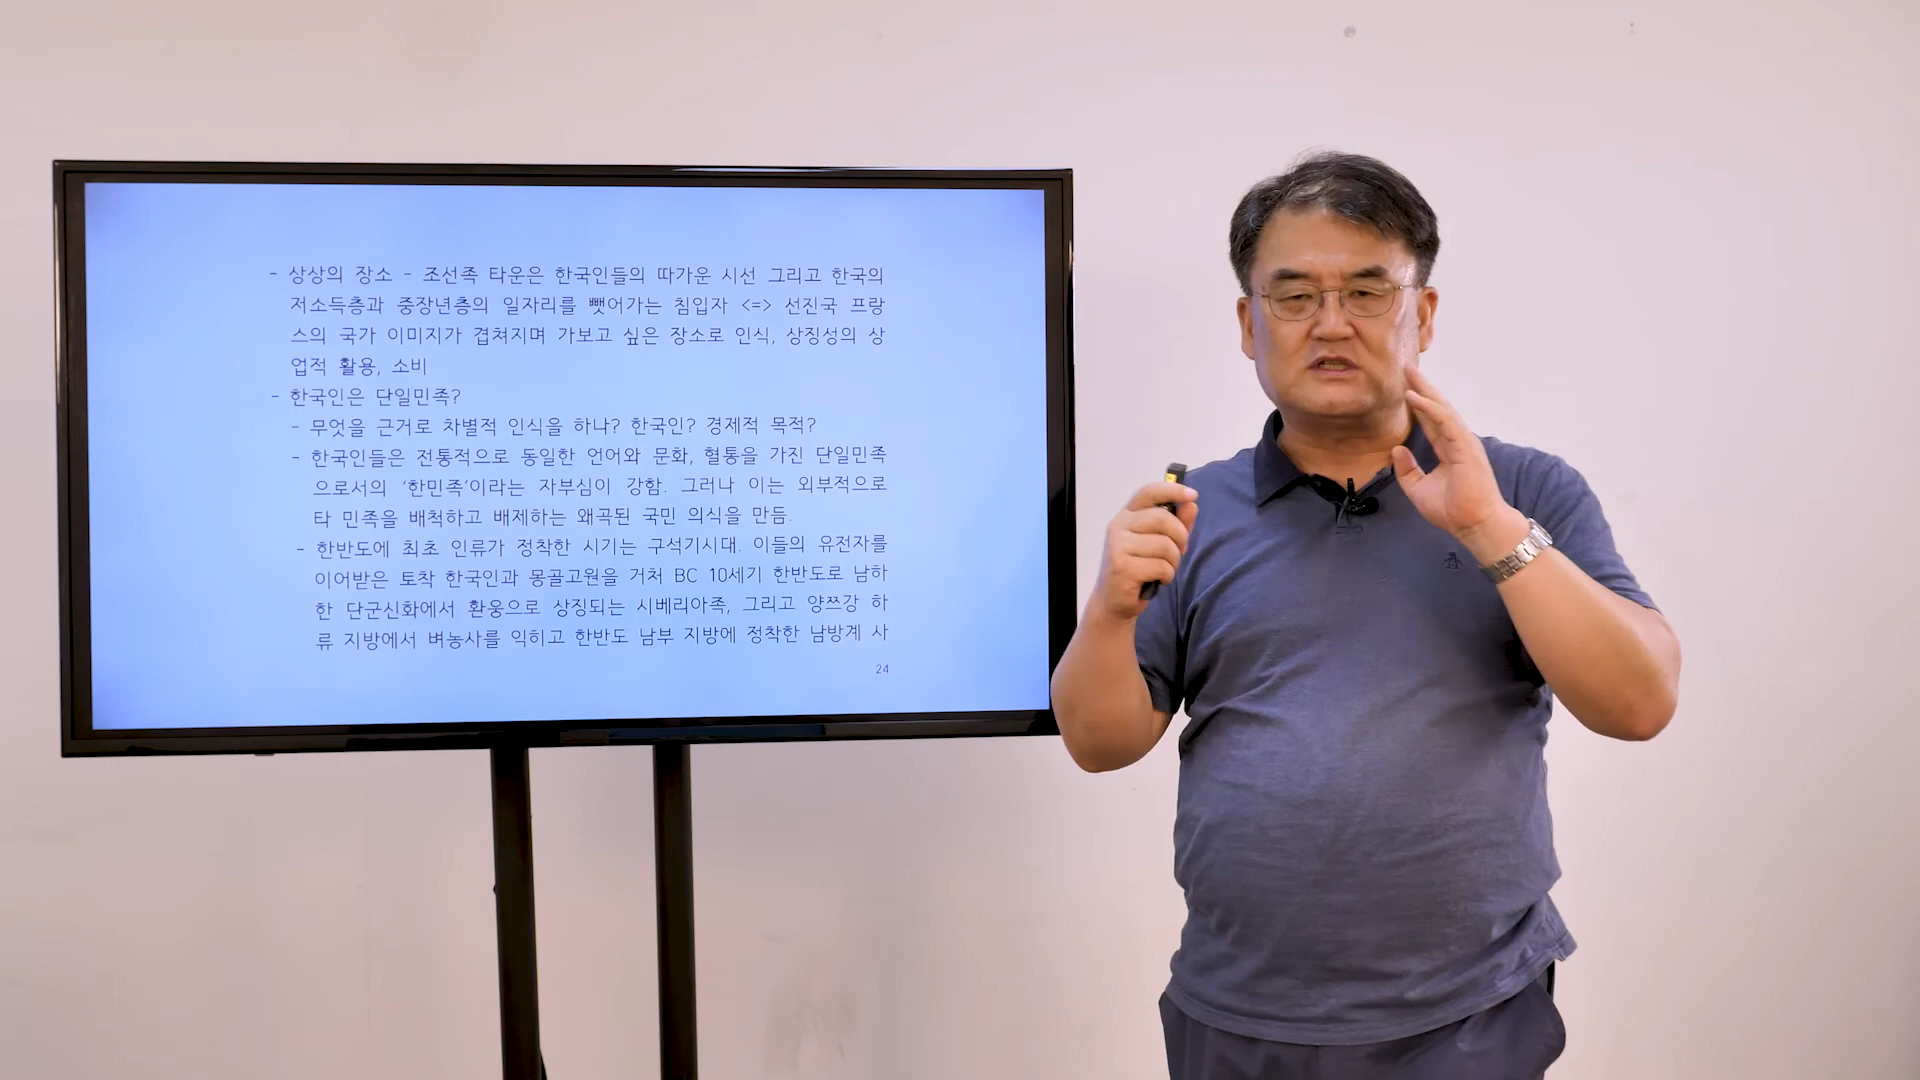 - 상상의 장소 - 조선족 타운은 한국인들의 따가운 시선 그리고 한국의
저소득층과 중장년층의 일자리를 뺏어가는 침입자 <=> 선진국 프랑
스의 국가 이미지가 겹쳐지며 가보고 싶은 장소로 인식, 상징성의 상
업적 활용, 소비
- 한국인은 단일민족?
- 무엇을 근거로 차별적 인식을 하나? 한국인? 경제적 목적?
- 한국인들은 전통적으로 동일한 언어와 문화, 혈통을 가진 단일민족
으로서의 '한민족'이라는 자부심이 강함. 그러나 이는 외부적으로
타 민족을 배척하고 배제하는 왜곡된 국민 의식을 만듬.
- 한반도에 최초 인류가 정착한 시기는 구석기시대. 이들의 유전자를
이어받은 토착 한국인과 몽골고원을 거쳐 BC 10세기 한반도로 남하
한 단군신화에서 환웅으로 상징되는 시베리아족, 그리고 양쯔강 하
류 지방에서 벼농사를 익히고 한반도 남부 지방에 정착한 남방계 사
24